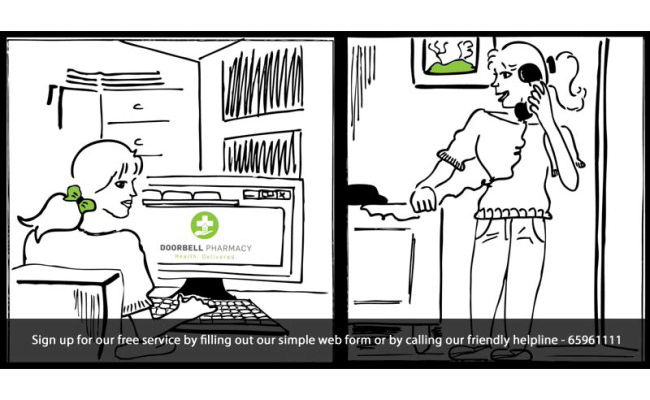 DOORBELL PHARMACY
Health. Delivered.
Sign up for our free service by filling out our simple web form or by calling our friendly helpline - 65961111